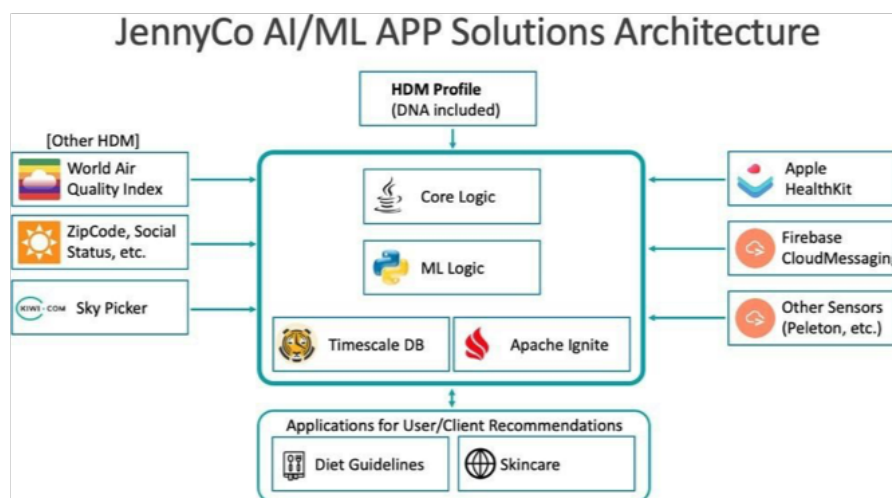 JennyCo AI/ML APP Solutions Architecture
HDM Profile
(DNA included)
[Other HDM]
World Air
Quality Index
ZipCode, Social
Status, etc.
KIWI.COM Sky Picker
Core Logic
ML Logic
Timescale DB
Apache Ignite
Apple
HealthKit
Firebase
CloudMessaging
Other Sensors
(Peleton, etc.)
Applications for User/Client Recommendations
Diet Guidelines
Skincare